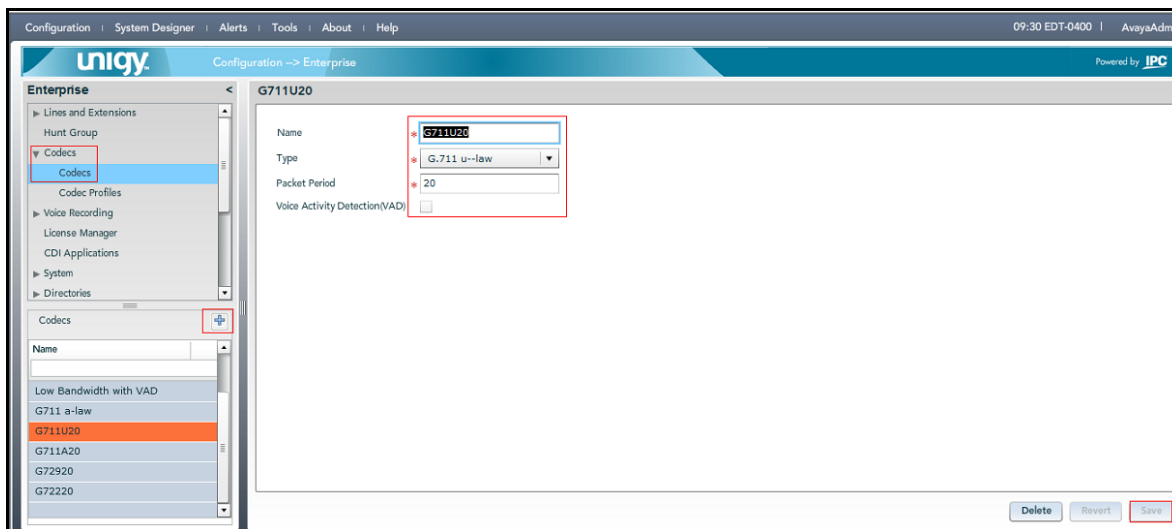 Configuration | System Designer | Alerts | Tools | About | Help
09:30 EDT-0400 | AvayaAdm
unigy.
Configuration --> Enterprise
Powered by IPC
Enterprise <
Lines and Extensions
Hunt Group
Codecs
Codecs
Codec Profiles
Voice Recording
License Manager
CDI Applications
System
Directories
Codecs
Name
Low Bandwidth with VAD
G711 a-law
G711U20
G711A20
G72920
G72220
G711U20
Name * G711U20
Type * G.711 u--law
Packet Period * 20
Voice Activity Detection(VAD)
Delete Revert Save